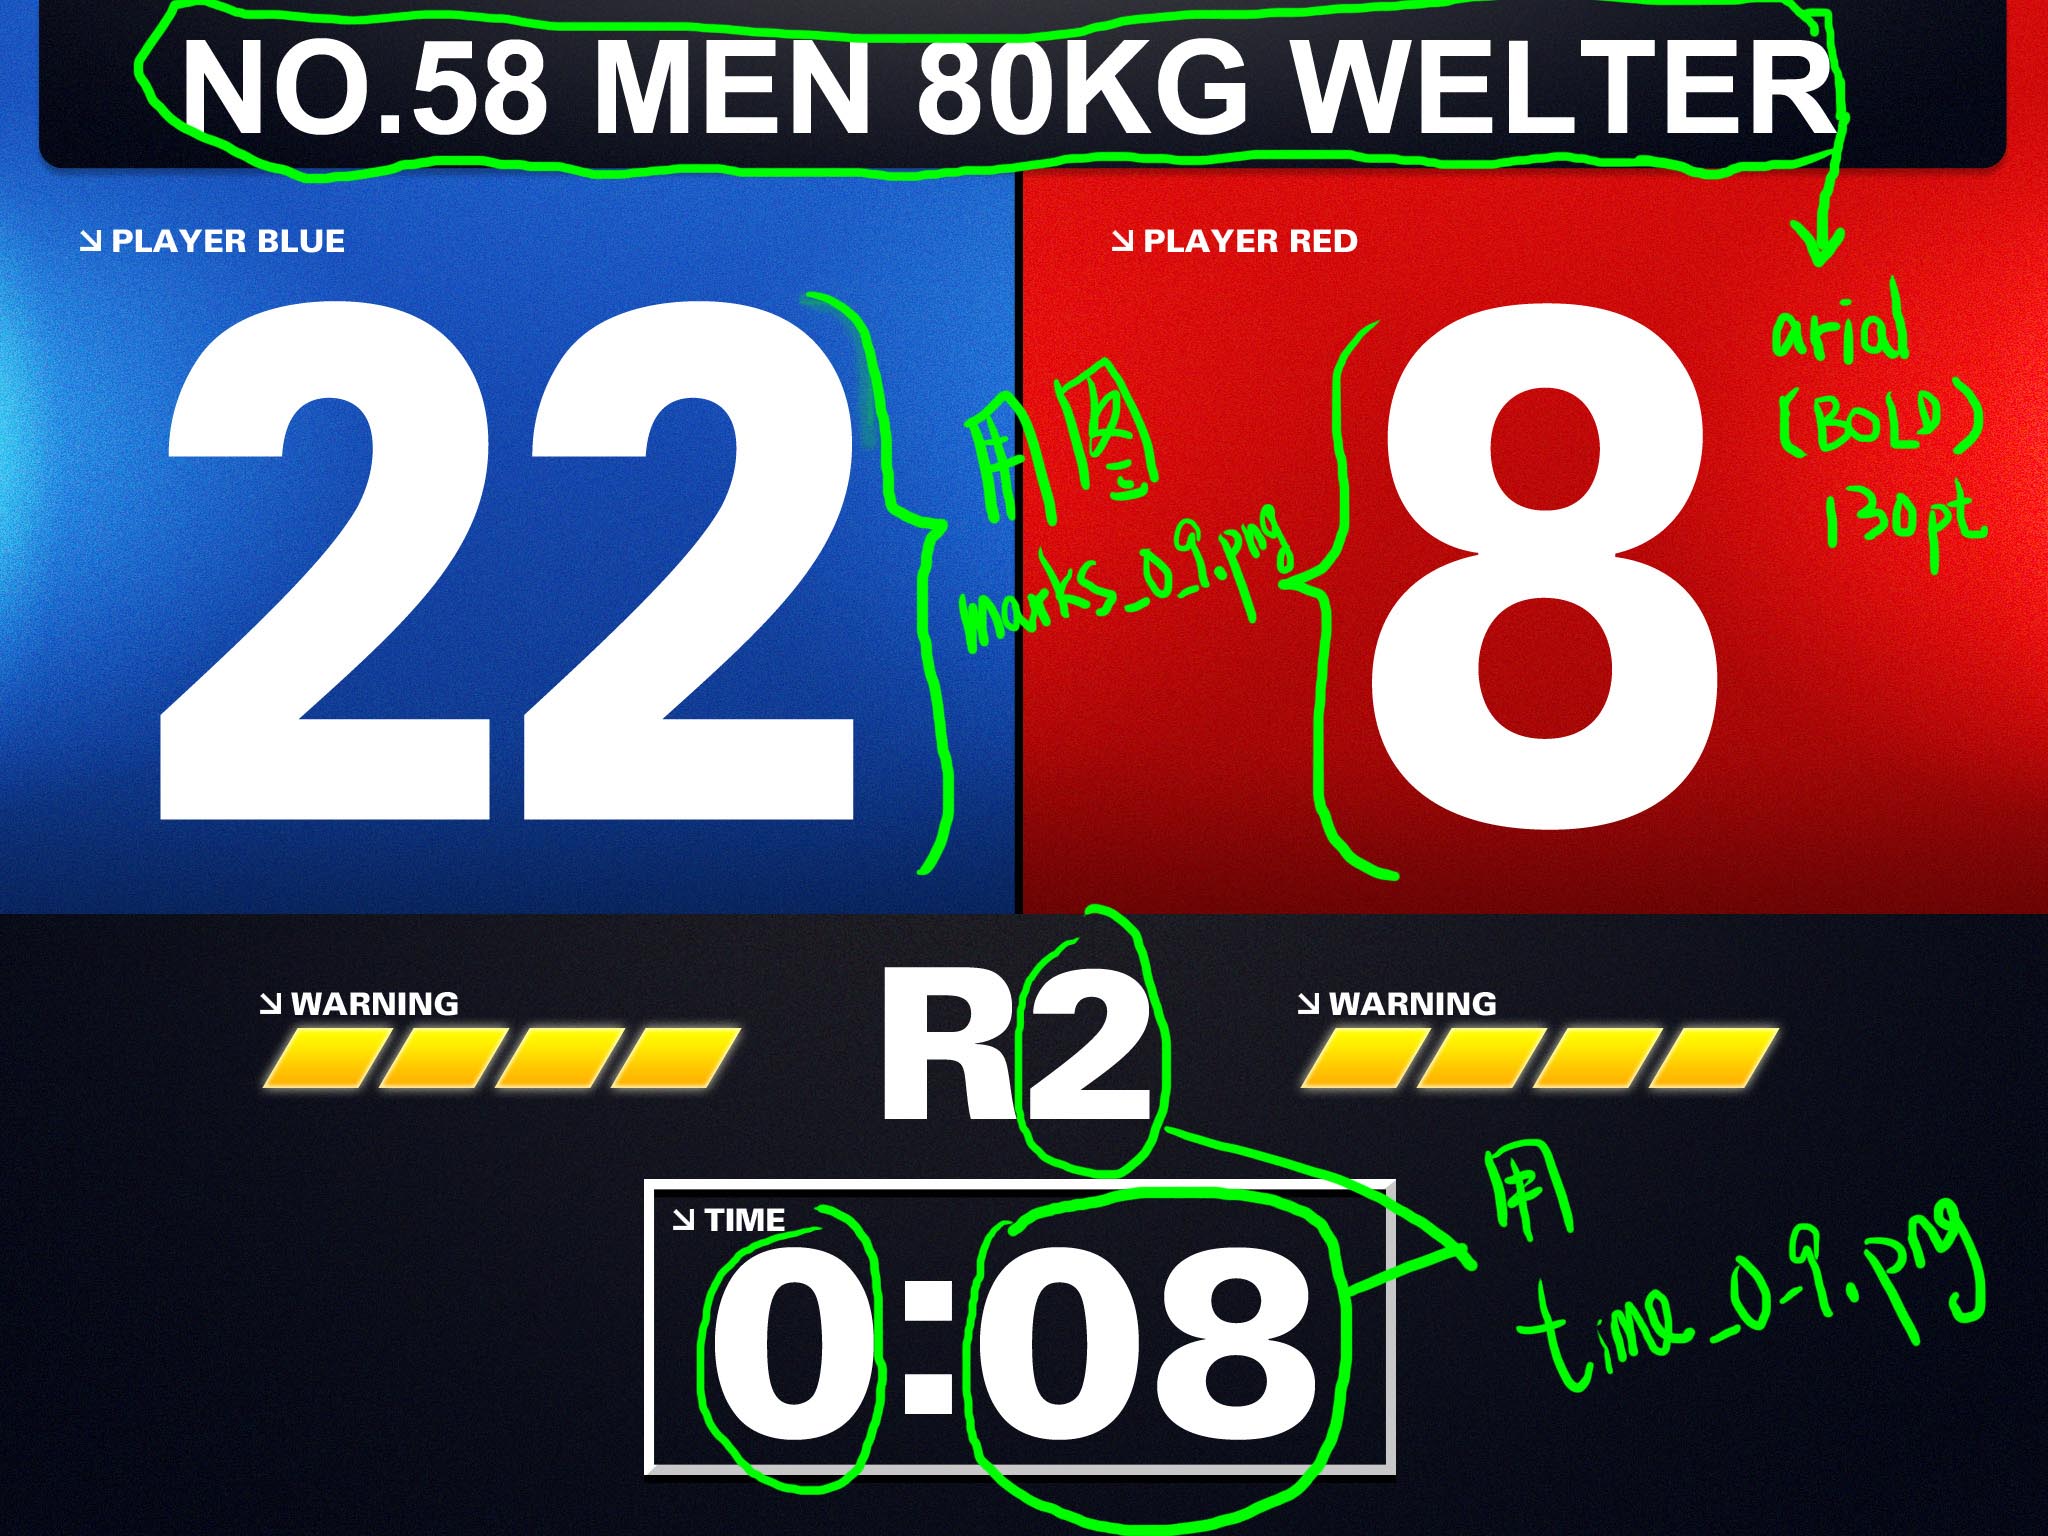 NO.58 MEN 80KG WELTER
PLAYER BLUE
PLAYER RED
22
8
arial
(BOLD)
130pt
用图
marks_0_9.png
WARNING
R2
WARNING
TIME
0:08
用
time_0-9.png